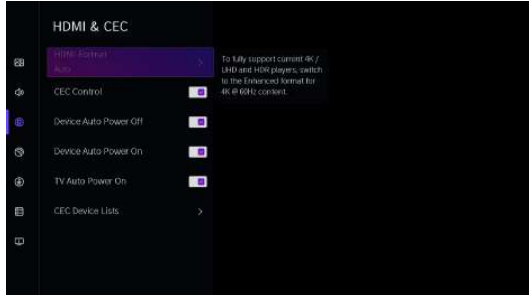 HDMI & CEC
HDMI Format
Auto
To fully support current 4K /
UHD and HDR players, switch
to the Enhanced format for
4K @ 60Hz content.
CEC Control
Device Auto Power Off
Device Auto Power On
TV Auto Power On
CEC Device Lists